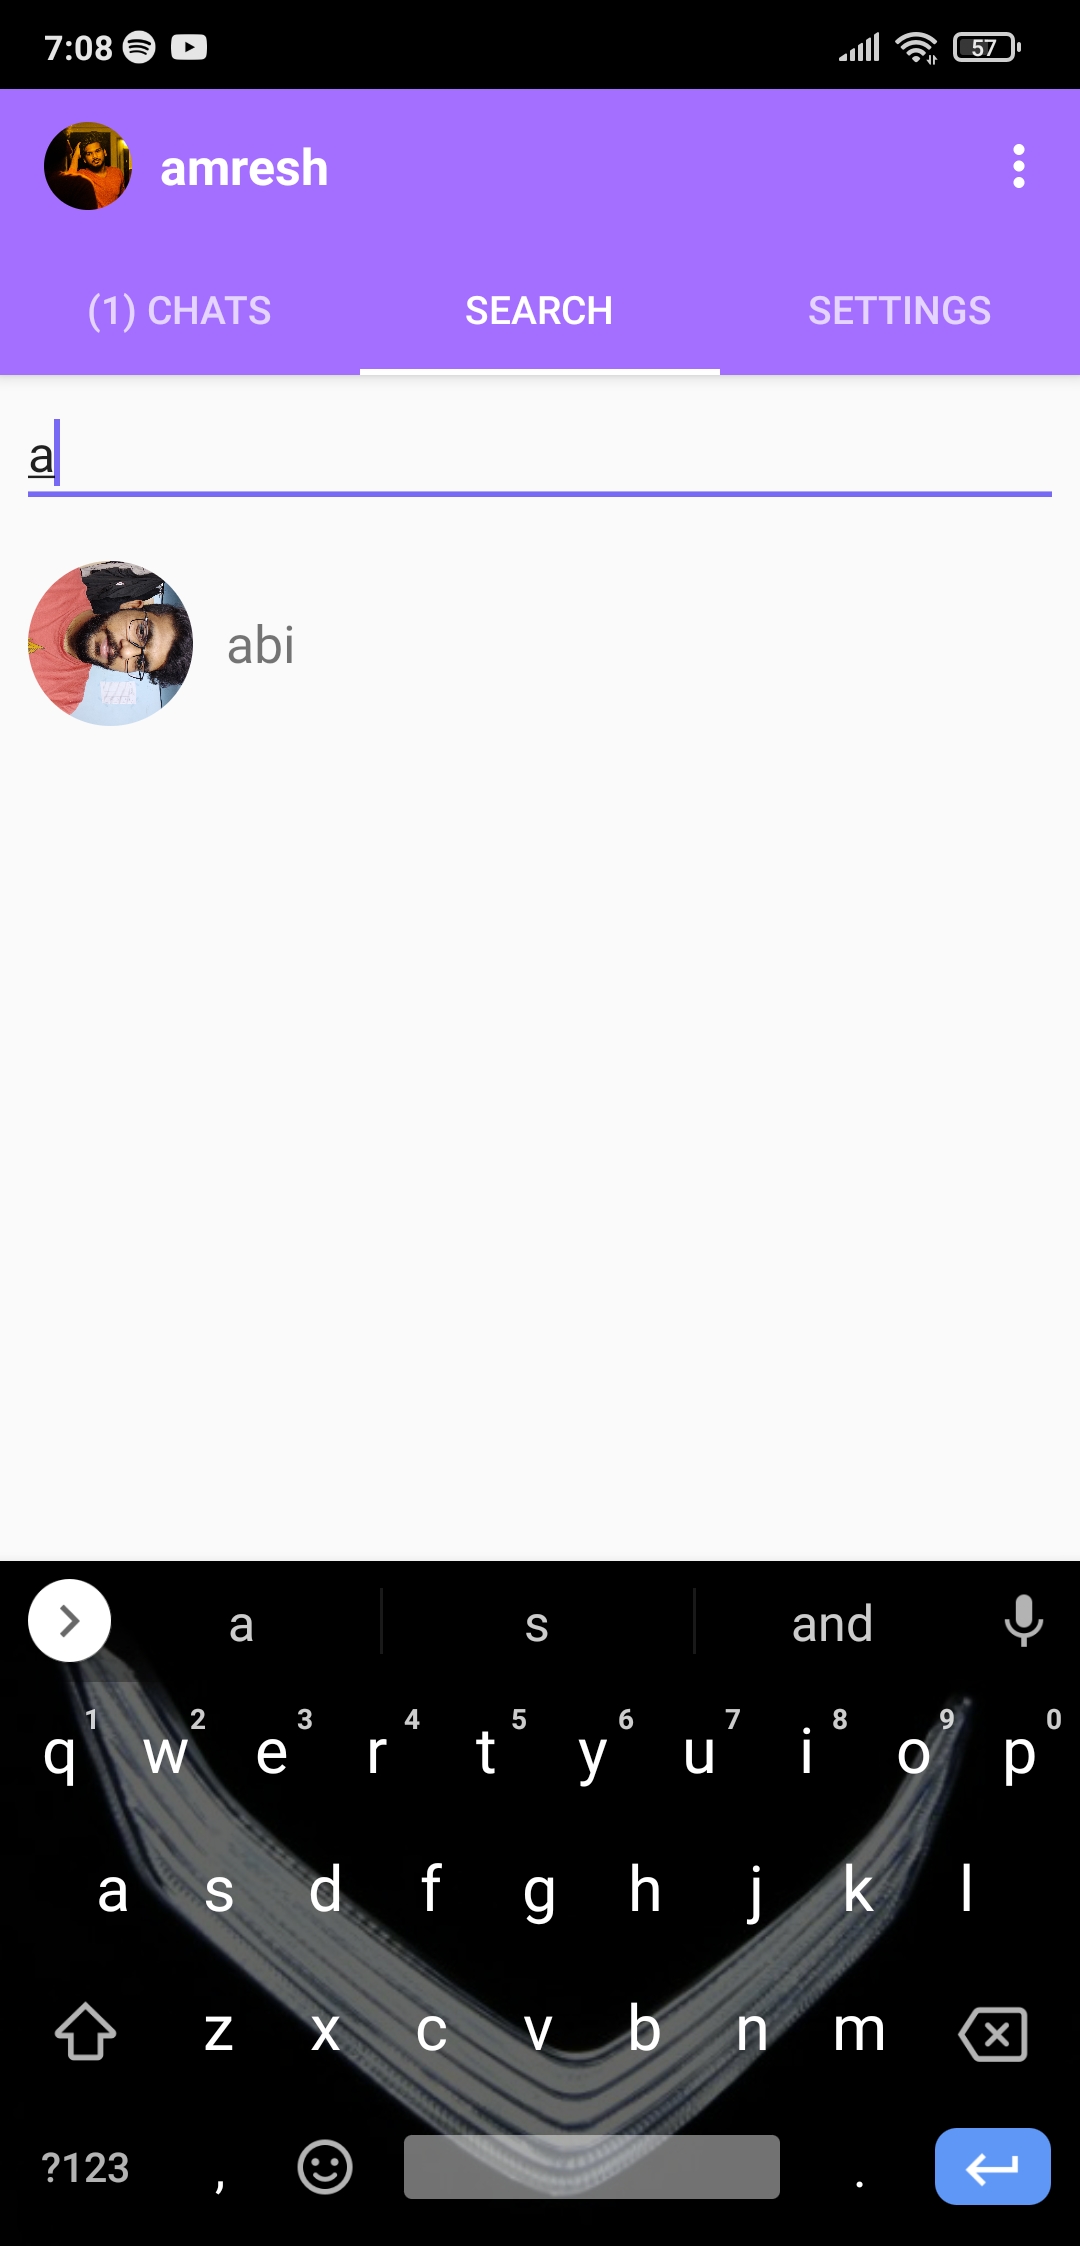 7:08 57
amresh
(1) CHATS SEARCH SETTINGS
a
abi
a s and
1 2 3 4 5 6 7 8 9 0
q w e r t y u i o p
a s d f g h j k l
z x c v b n m
?123 , .